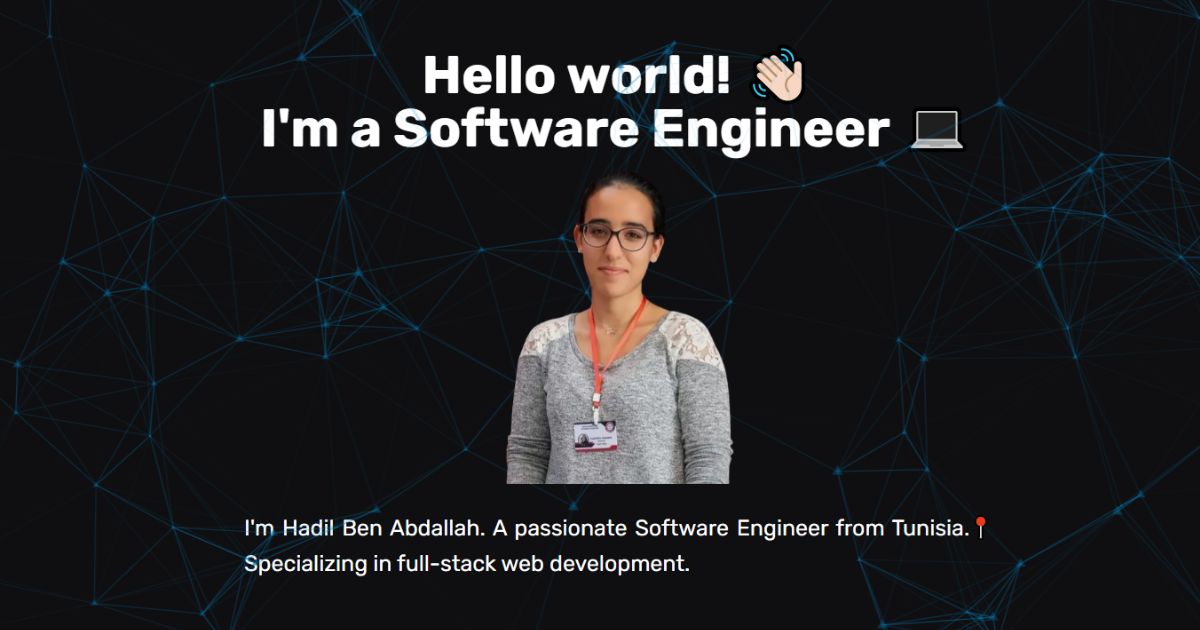 Hello world! 👋🏻
I'm a Software Engineer 💻
I'm Hadil Ben Abdallah. A passionate Software Engineer from Tunisia.📍
Specializing in full-stack web development.